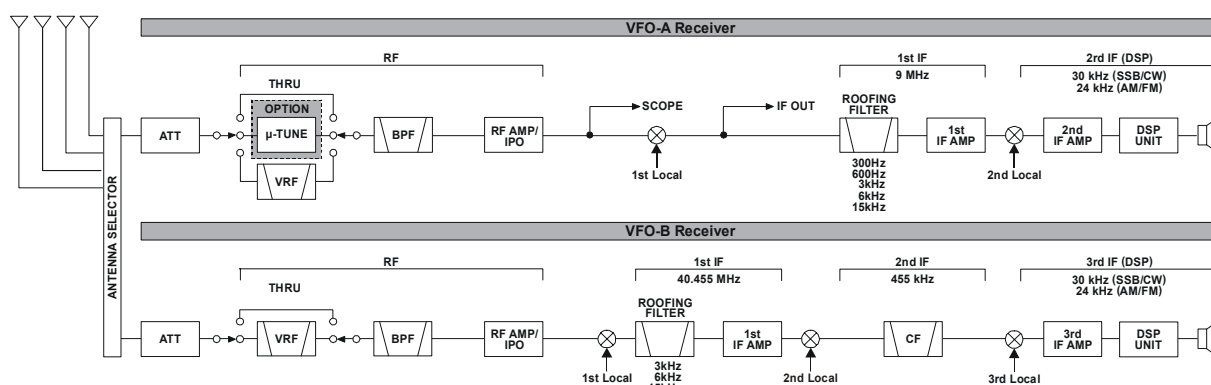 VFO-A Receiver
RF
1st IF
9 MHz
2rd IF (DSP)
30 kHz (SSB/CW)
24 kHz (AM/FM)
THRU
OPTION
µ-TUNE
SCOPE
IF OUT
ROOFING
FILTER
ATT
BPF
RF AMP/
IPO
1st
IF AMP
2nd
IF AMP
DSP
UNIT
VRF
1st Local
300Hz
600Hz
3kHz
6kHz
15kHz
2nd Local
ANTENNA SELECTOR
VFO-B Receiver
RF
1st IF
40.455 MHz
2nd IF
455 kHz
3rd IF (DSP)
30 kHz (SSB/CW)
24 kHz (AM/FM)
THRU
ROOFING
FILTER
ATT
VRF
BPF
RF AMP/
IPO
1st
IF AMP
CF
3rd
IF AMP
DSP
UNIT
1st Local
3kHz
6kHz
2nd Local
3rd Local